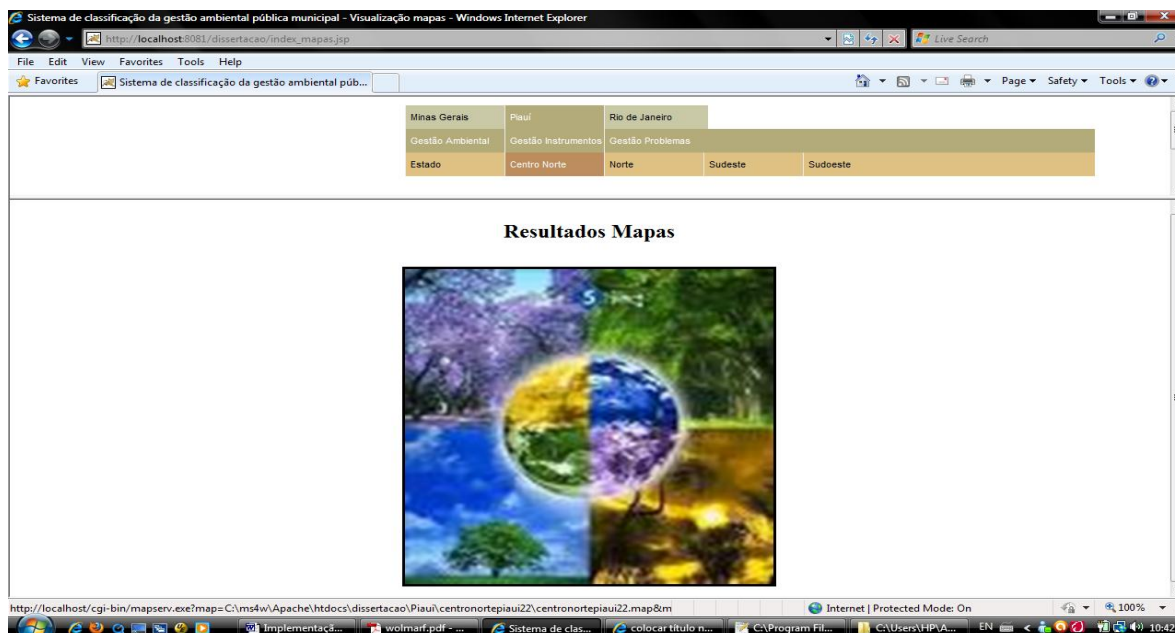 Sistema de classificação da gestão ambiental pública municipal - Visualização mapas - Windows Internet Explorer
http://localhost:8081/dissertacao/index_mapas.jsp
Live Search
File Edit View Favorites Tools Help
Favorites Sistema de classificação da gestão ambiental púb... Page Safety Tools
Minas Gerais Piauí Rio de Janeiro
Gestão Ambiental Gestão Instrumentos Gestão Problemas
Estado Centro Norte Norte Sudeste Sudoeste
Resultados Mapas
http://localhost/cgi-bin/mapserv.exe?map=C:\ms4w\Apache\htdocs\dissertacao\Piaui\centronortepiaui22\centronortepiaui22.map&m Internet | Protected Mode: On 100%
Implementaçã... wolmarf.pdf - ... Sistema de clas... colocar título n... C:\Program Fil... C:\Users\HP\A... EN 10:42